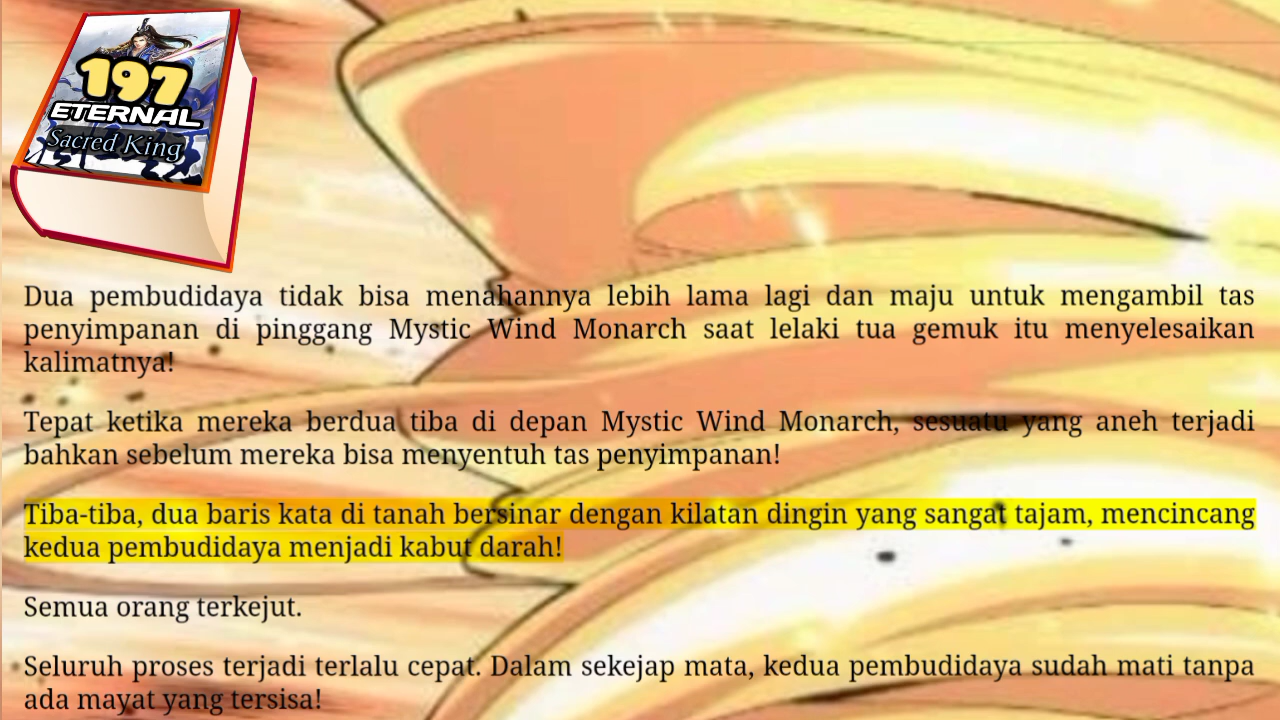 197
ETERNAL
Sacred King
Dua pembudidaya tidak bisa menahannya lebih lama lagi dan maju untuk mengambil tas
penyimpanan di pinggang Mystic Wind Monarch saat lelaki tua gemuk itu menyelesaikan
kalimatnya!
Tepat ketika mereka berdua tiba di depan Mystic Wind Monarch, sesuatu yang aneh terjadi
bahkan sebelum mereka bisa menyentuh tas penyimpanan!
Tiba-tiba, dua baris kata di tanah bersinar dengan kilatan dingin yang sangat tajam, mencincang
kedua pembudidaya menjadi kabut darah!
Semua orang terkejut.
Seluruh proses terjadi terlalu cepat. Dalam sekejap mata, kedua pembudidaya sudah mati tanpa
ada mayat yang tersisa!